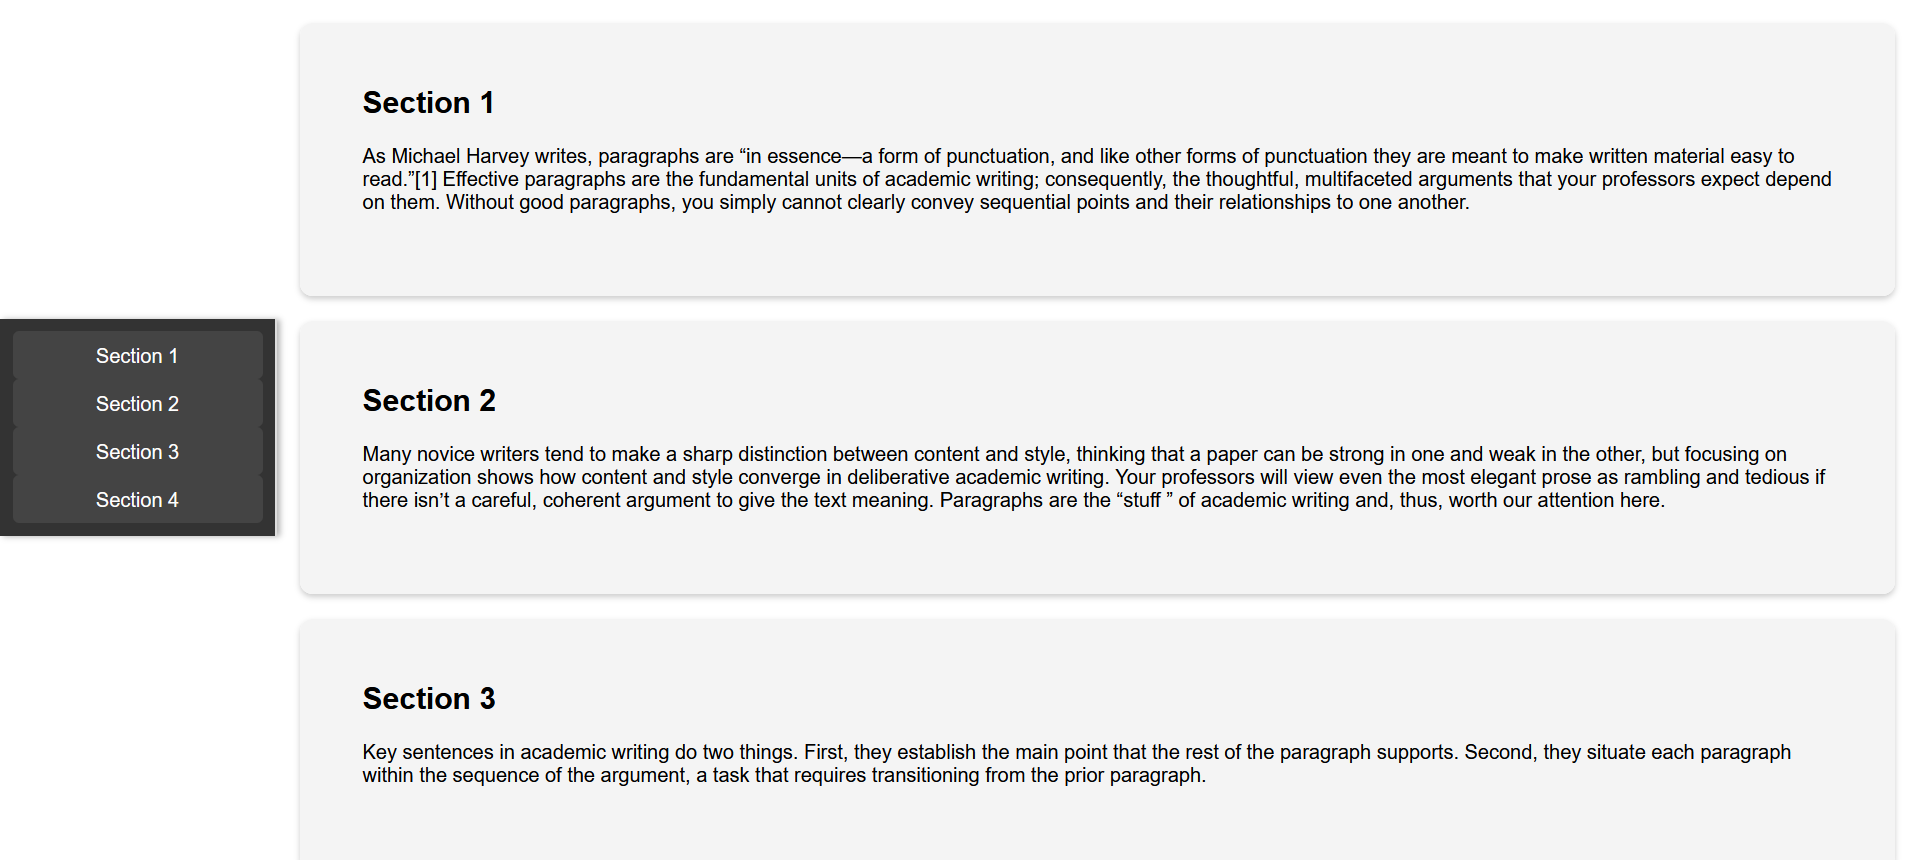 Section 1
As Michael Harvey writes, paragraphs are “in essence—a form of punctuation, and like other forms of punctuation they are meant to make written material easy to
read.”[1] Effective paragraphs are the fundamental units of academic writing; consequently, the thoughtful, multifaceted arguments that your professors expect depend
on them. Without good paragraphs, you simply cannot clearly convey sequential points and their relationships to one another.
Section 1
Section 2
Section 3
Section 4
Section 2
Many novice writers tend to make a sharp distinction between content and style, thinking that a paper can be strong in one and weak in the other, but focusing on
organization shows how content and style converge in deliberative academic writing. Your professors will view even the most elegant prose as rambling and tedious if
there isn’t a careful, coherent argument to give the text meaning. Paragraphs are the “stuff ” of academic writing and, thus, worth our attention here.
Section 3
Key sentences in academic writing do two things. First, they establish the main point that the rest of the paragraph supports. Second, they situate each paragraph
within the sequence of the argument, a task that requires transitioning from the prior paragraph.